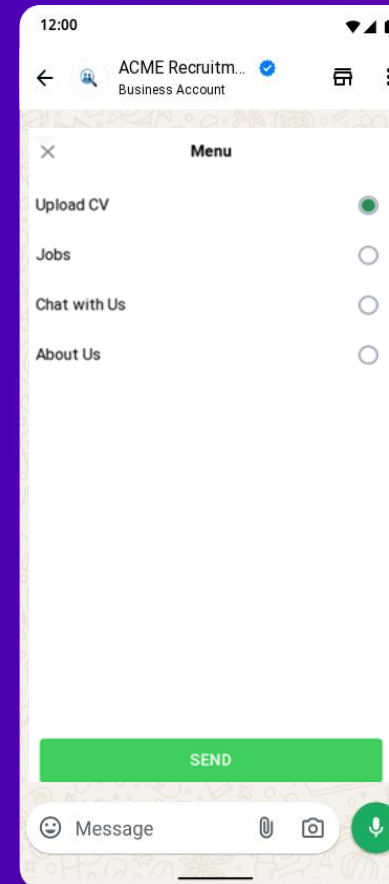 12:00
ACME Recruitm...
Business Account
Menu
Upload CV
Jobs
Chat with Us
About Us
SEND
Message